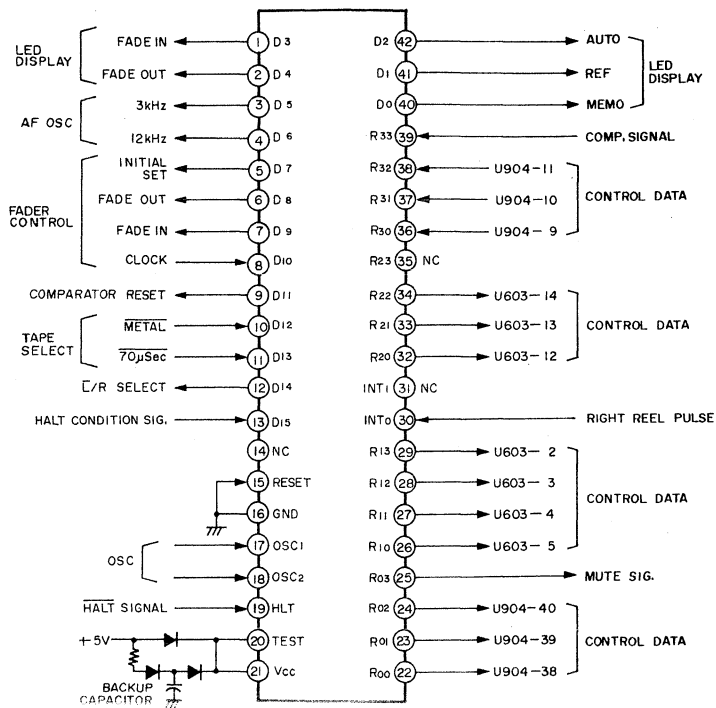 LED DISPLAY
FADE IN 1 D3
FADE OUT 2 D4
AF OSC
3kHz 3 D5
12kHz 4 D6
FADER CONTROL
INITIAL SET 5 D7
FADE OUT 6 D8
FADE IN 7 D9
CLOCK 8 D10
COMPARATOR RESET 9 D11
TAPE SELECT
METAL 10 D12
70µSec 11 D13
L/R SELECT 12 D14
HALT CONDITION SIG. 13 D15
14 NC
15 RESET
16 GND
OSC
17 OSC1
18 OSC2
HALT SIGNAL 19 HLT
+5V 20 TEST
21 Vcc
BACKUP CAPACITOR
D2 42 AUTO
D1 41 REF
D0 40 MEMO
LED DISPLAY
R33 39 COMP. SIGNAL
R32 38 U904-11
R31 37 U904-10
R30 36 U904-9
CONTROL DATA
R23 35 NC
R22 34 U603-14
R21 33 U603-13
R20 32 U603-12
CONTROL DATA
INT1 31 NC
INT0 30 RIGHT REEL PULSE
R13 29 U603-2
R12 28 U603-3
R11 27 U603-4
R10 26 U603-5
CONTROL DATA
R03 25 MUTE SIG.
R02 24 U904-40
R01 23 U904-39
R00 22 U904-38
CONTROL DATA